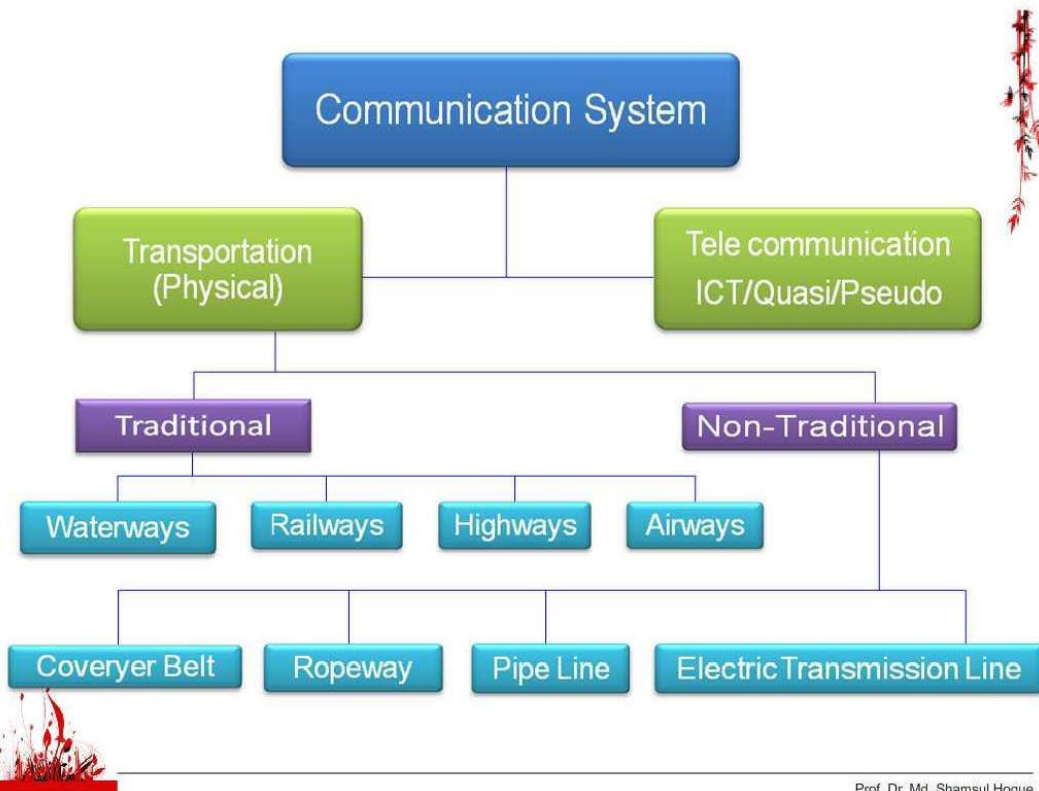 Communication System
Transportation
(Physical)
Tele communication
ICT/Quasi/Pseudo
Traditional
Non-Traditional
Waterways
Railways
Highways
Airways
Coveryer Belt
Ropeway
Pipe Line
Electric Transmission Line
Prof. Dr. Md. Shamsul Hoque